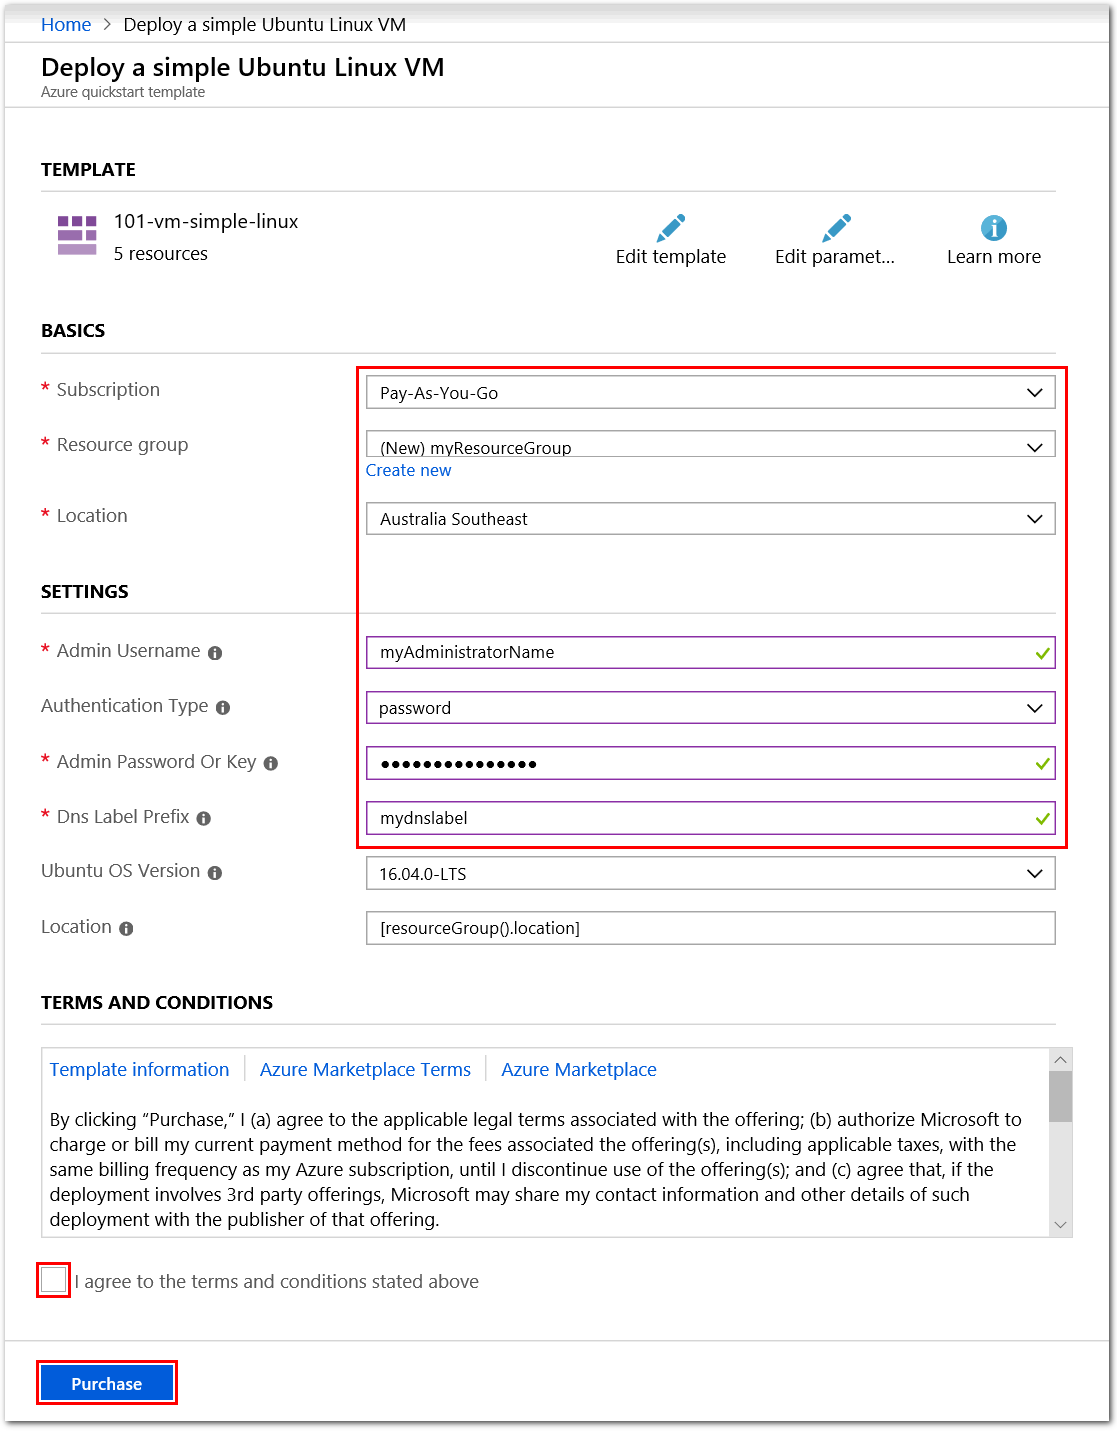 Home > Deploy a simple Ubuntu Linux VM
Deploy a simple Ubuntu Linux VM
Azure quickstart template
TEMPLATE
101-vm-simple-linux
5 resources
Edit template
Edit paramet...
Learn more
BASICS
* Subscription
Pay-As-You-Go
* Resource group
(New) myResourceGroup
Create new
* Location
Australia Southeast
SETTINGS
* Admin Username
myAdministratorName
Authentication Type
password
* Admin Password Or Key
•••••••••••••••
* Dns Label Prefix
mydnslabel
Ubuntu OS Version
16.04.0-LTS
Location
[resourceGroup().location]
TERMS AND CONDITIONS
Template information | Azure Marketplace Terms | Azure Marketplace
By clicking “Purchase,” I (a) agree to the applicable legal terms associated with the offering; (b) authorize Microsoft to
charge or bill my current payment method for the fees associated the offering(s), including applicable taxes, with the
same billing frequency as my Azure subscription, until I discontinue use of the offering(s); and (c) agree that, if the
deployment involves 3rd party offerings, Microsoft may share my contact information and other details of such
deployment with the publisher of that offering.
I agree to the terms and conditions stated above
Purchase